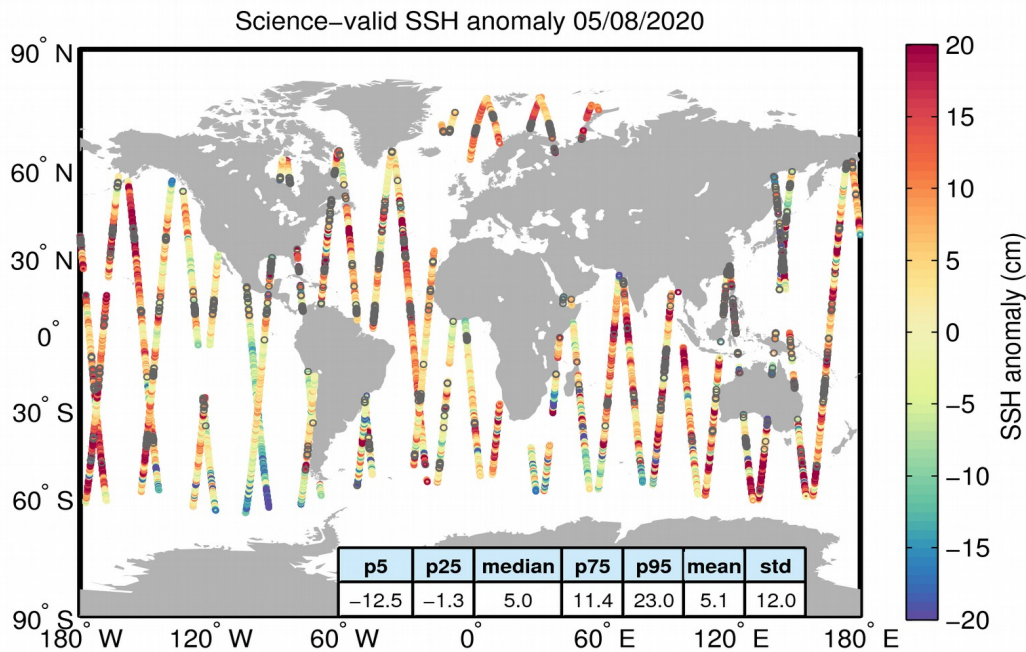 Science−valid SSH anomaly 05/08/2020
90° N
60° N
30° N
0°
30° S
60° S
90° S
180° W
120° W
60° W
0°
60° E
120° E
180° E
p5 p25 median p75 p95 mean std
−12.5 −1.3 5.0 11.4 23.0 5.1 12.0
20
15
10
5
0
−5
−10
−15
−20
SSH anomaly (cm)